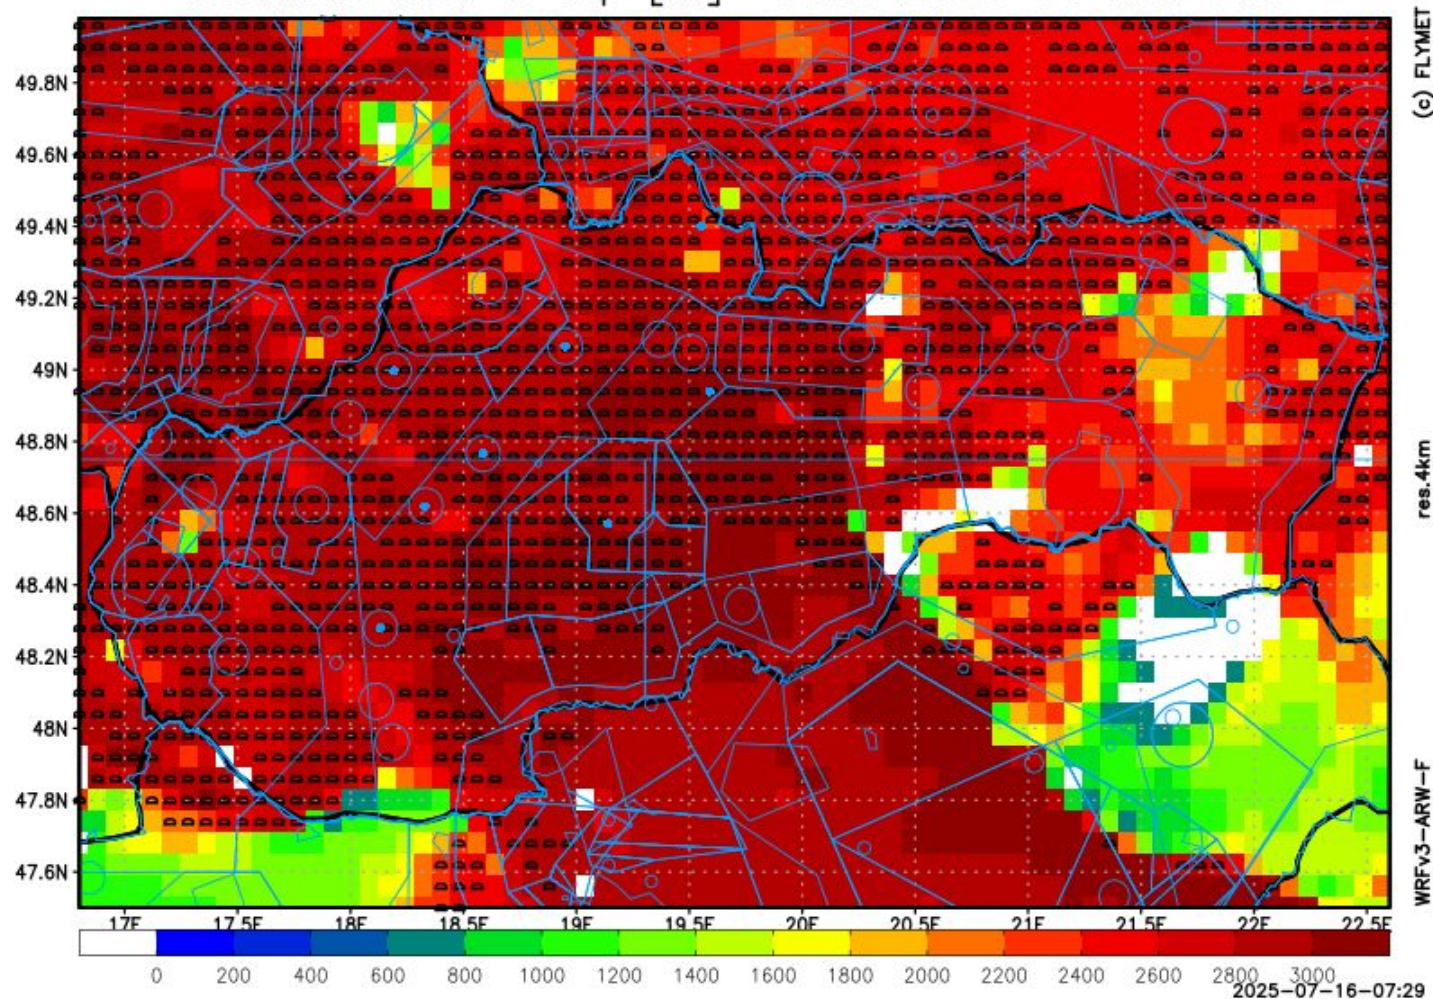 49.8N
49.6N
49.4N
49.2N
49N
48.8N
48.6N
48.4N
48.2N
48N
47.8N
47.6N
17E 17.5E 18E 18.5E 19E 19.5E 20E 20.5E 21E 21.5E 22E 22.5E
0 200 400 600 800 1000 1200 1400 1600 1800 2000 2200 2400 2600 2800 3000
2025-07-16-07:29
(c) FLYMET
res.4km
WRFv3-ARW-F